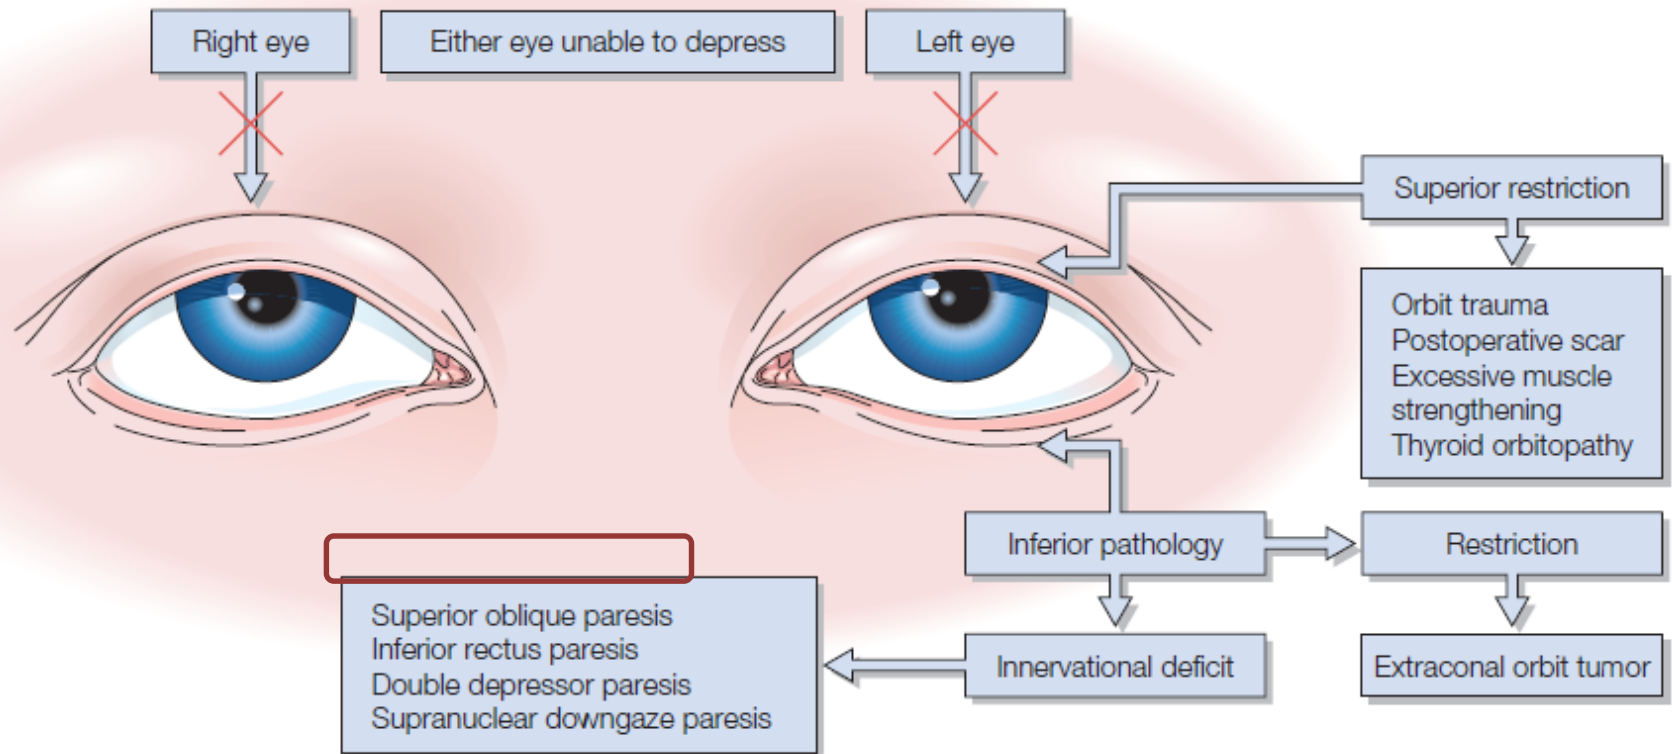 Right eye
Either eye unable to depress
Left eye
Superior restriction
Orbit trauma
Postoperative scar
Excessive muscle
strengthening
Thyroid orbitopathy
Inferior pathology
Restriction
Superior oblique paresis
Inferior rectus paresis
Double depressor paresis
Supranuclear downgaze paresis
Innervational deficit
Extraconal orbit tumor